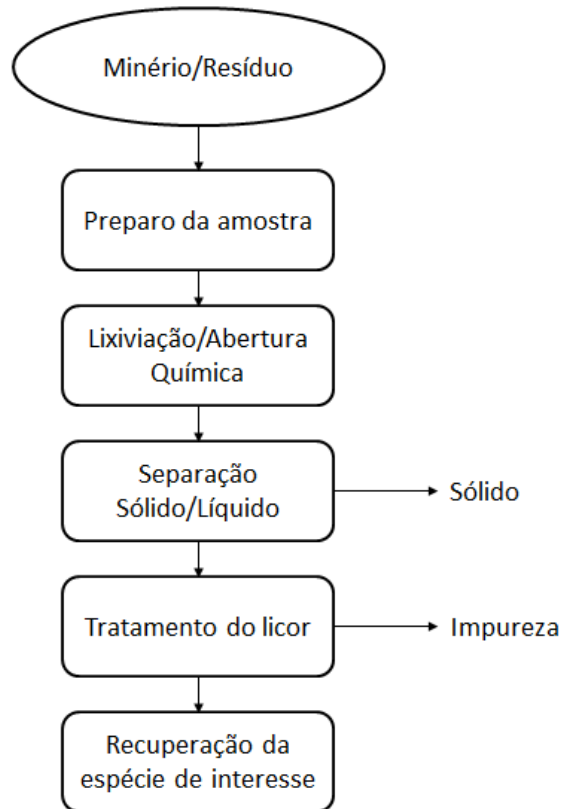 Minério/Resíduo
Preparo da amostra
Lixiviação/Abertura
Química
Separação
Sólido/Líquido
Sólido
Tratamento do licor
Impureza
Recuperação da
espécie de interesse